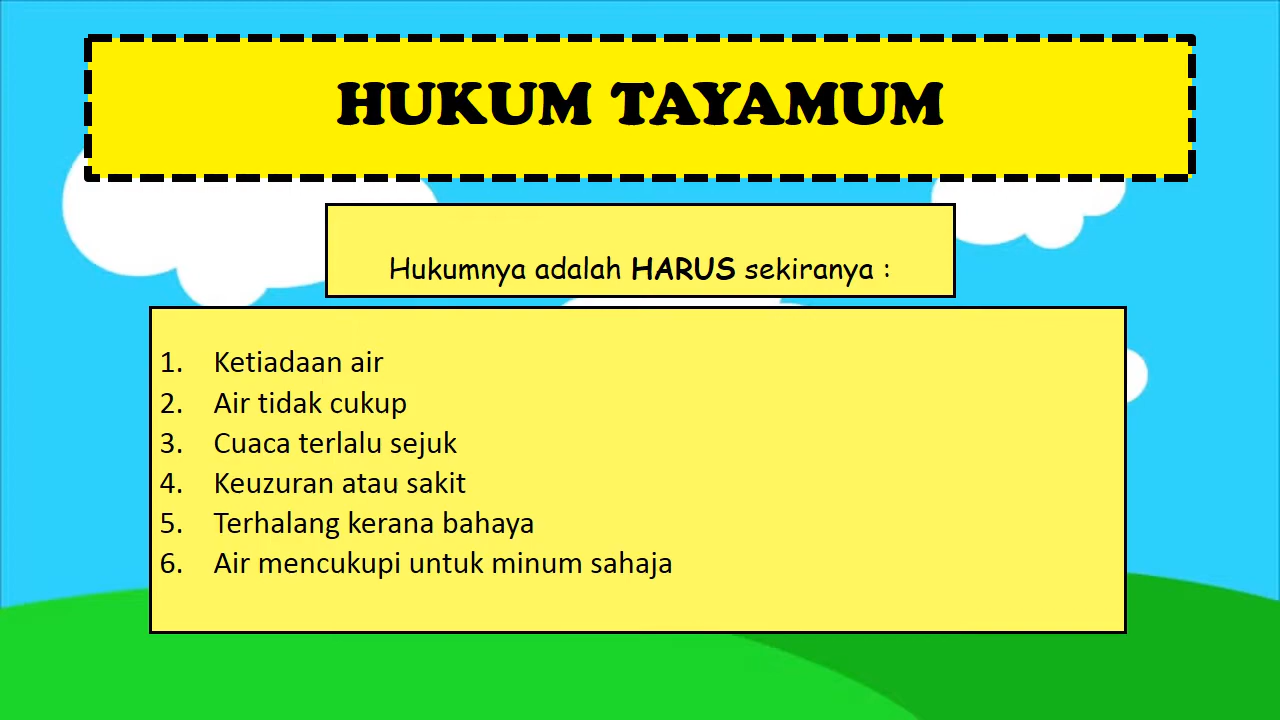 HUKUM TAYAMUM
Hukumnya adalah HARUS sekiranya :
1. Ketiadaan air
2. Air tidak cukup
3. Cuaca terlalu sejuk
4. Keuzuran atau sakit
5. Terhalang kerana bahaya
6. Air mencukupi untuk minum sahaja